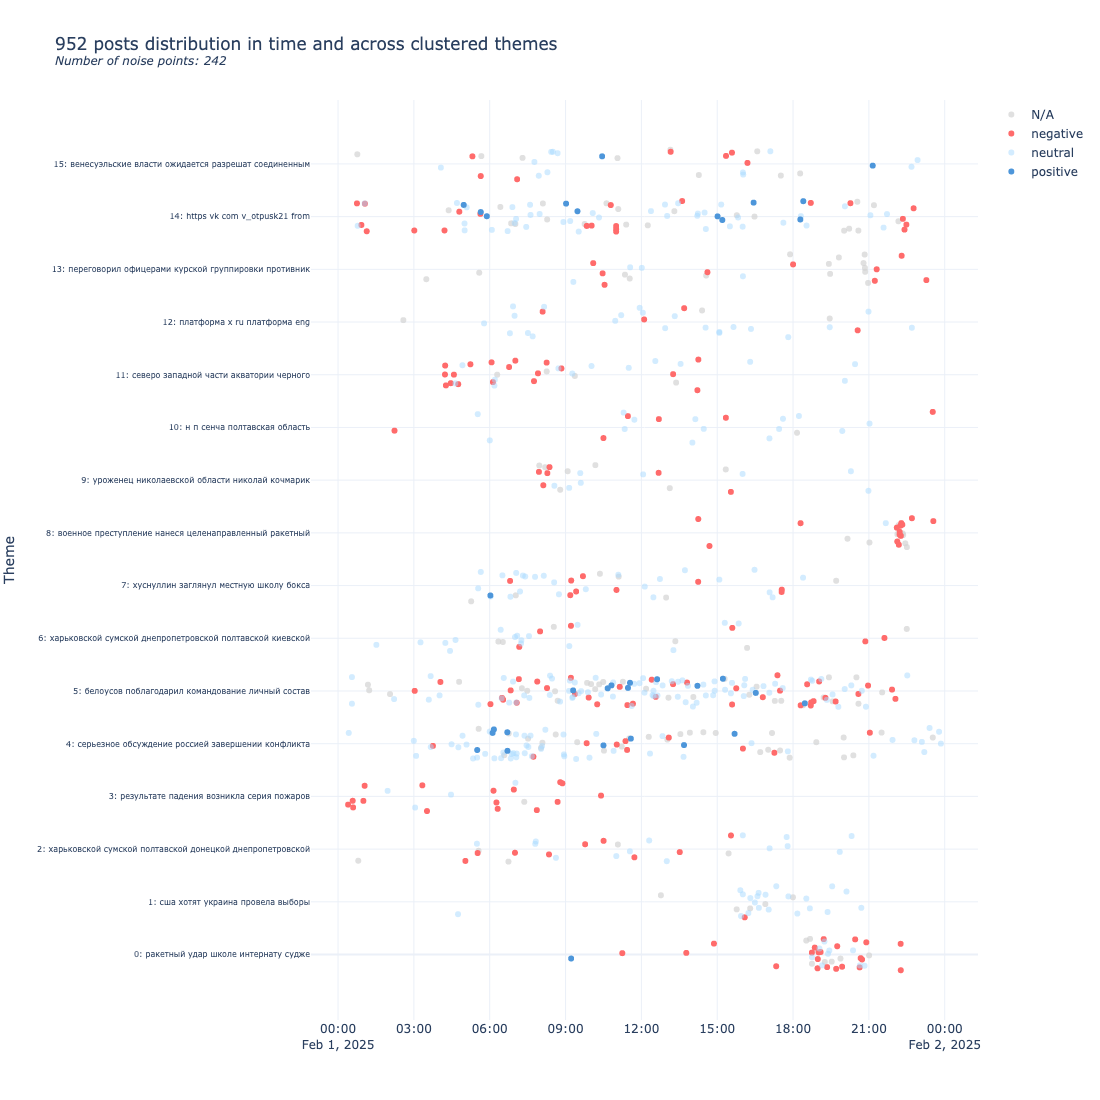 952 posts distribution in time and across clustered themes
Number of noise points: 242
N/A
negative
neutral
positive
Theme
15: венесуэльские власти ожидается разрешат соединенным
14: https vk com v_otpusk21 from
13: переговорил офицерами курской группировки противник
12: платформа x ru платформа eng
11: северо западной части акватории черного
10: н п сенча полтавская область
9: уроженец николаевской области николай кочмарик
8: военное преступление нанеся целенаправленный ракетный
7: хуснуллин заглянул местную школу бокса
6: харьковской сумской днепропетровской полтавской киевской
5: белоусов поблагодарил командование личный состав
4: серьезное обсуждение россией завершении конфликта
3: результате падения возникла серия пожаров
2: харьковской сумской полтавской донецкой днепропетровской
1: сша хотят украина провела выборы
0: ракетный удар школе интернату судже
00:00 03:00 06:00 09:00 12:00 15:00 18:00 21:00 00:00
Feb 1, 2025 Feb 2, 2025